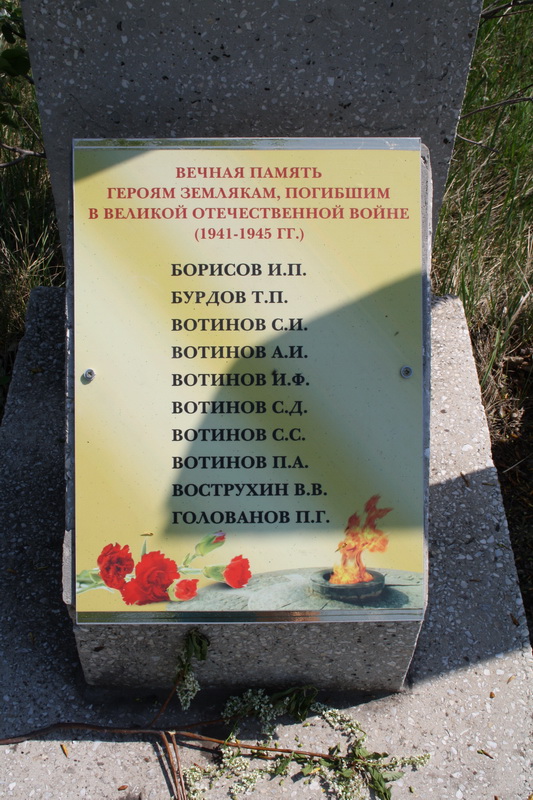 ВЕЧНАЯ ПАМЯТЬ
ГЕРОЯМ ЗЕМЛЯКАМ, ПОГИБШИМ
В ВЕЛИКОЙ ОТЕЧЕСТВЕННОЙ ВОЙНЕ
(1941-1945 ГГ.)
БОРИСОВ И.П.
БУРДОВ Т.П.
ВОТИНОВ С.И.
ВОТИНОВ А.И.
ВОТИНОВ И.Ф.
ВОТИНОВ С.Д.
ВОТИНОВ С.С.
ВОТИНОВ П.А.
ВОСТРУХИН В.В.
ГОЛОВАНОВ П.Г.